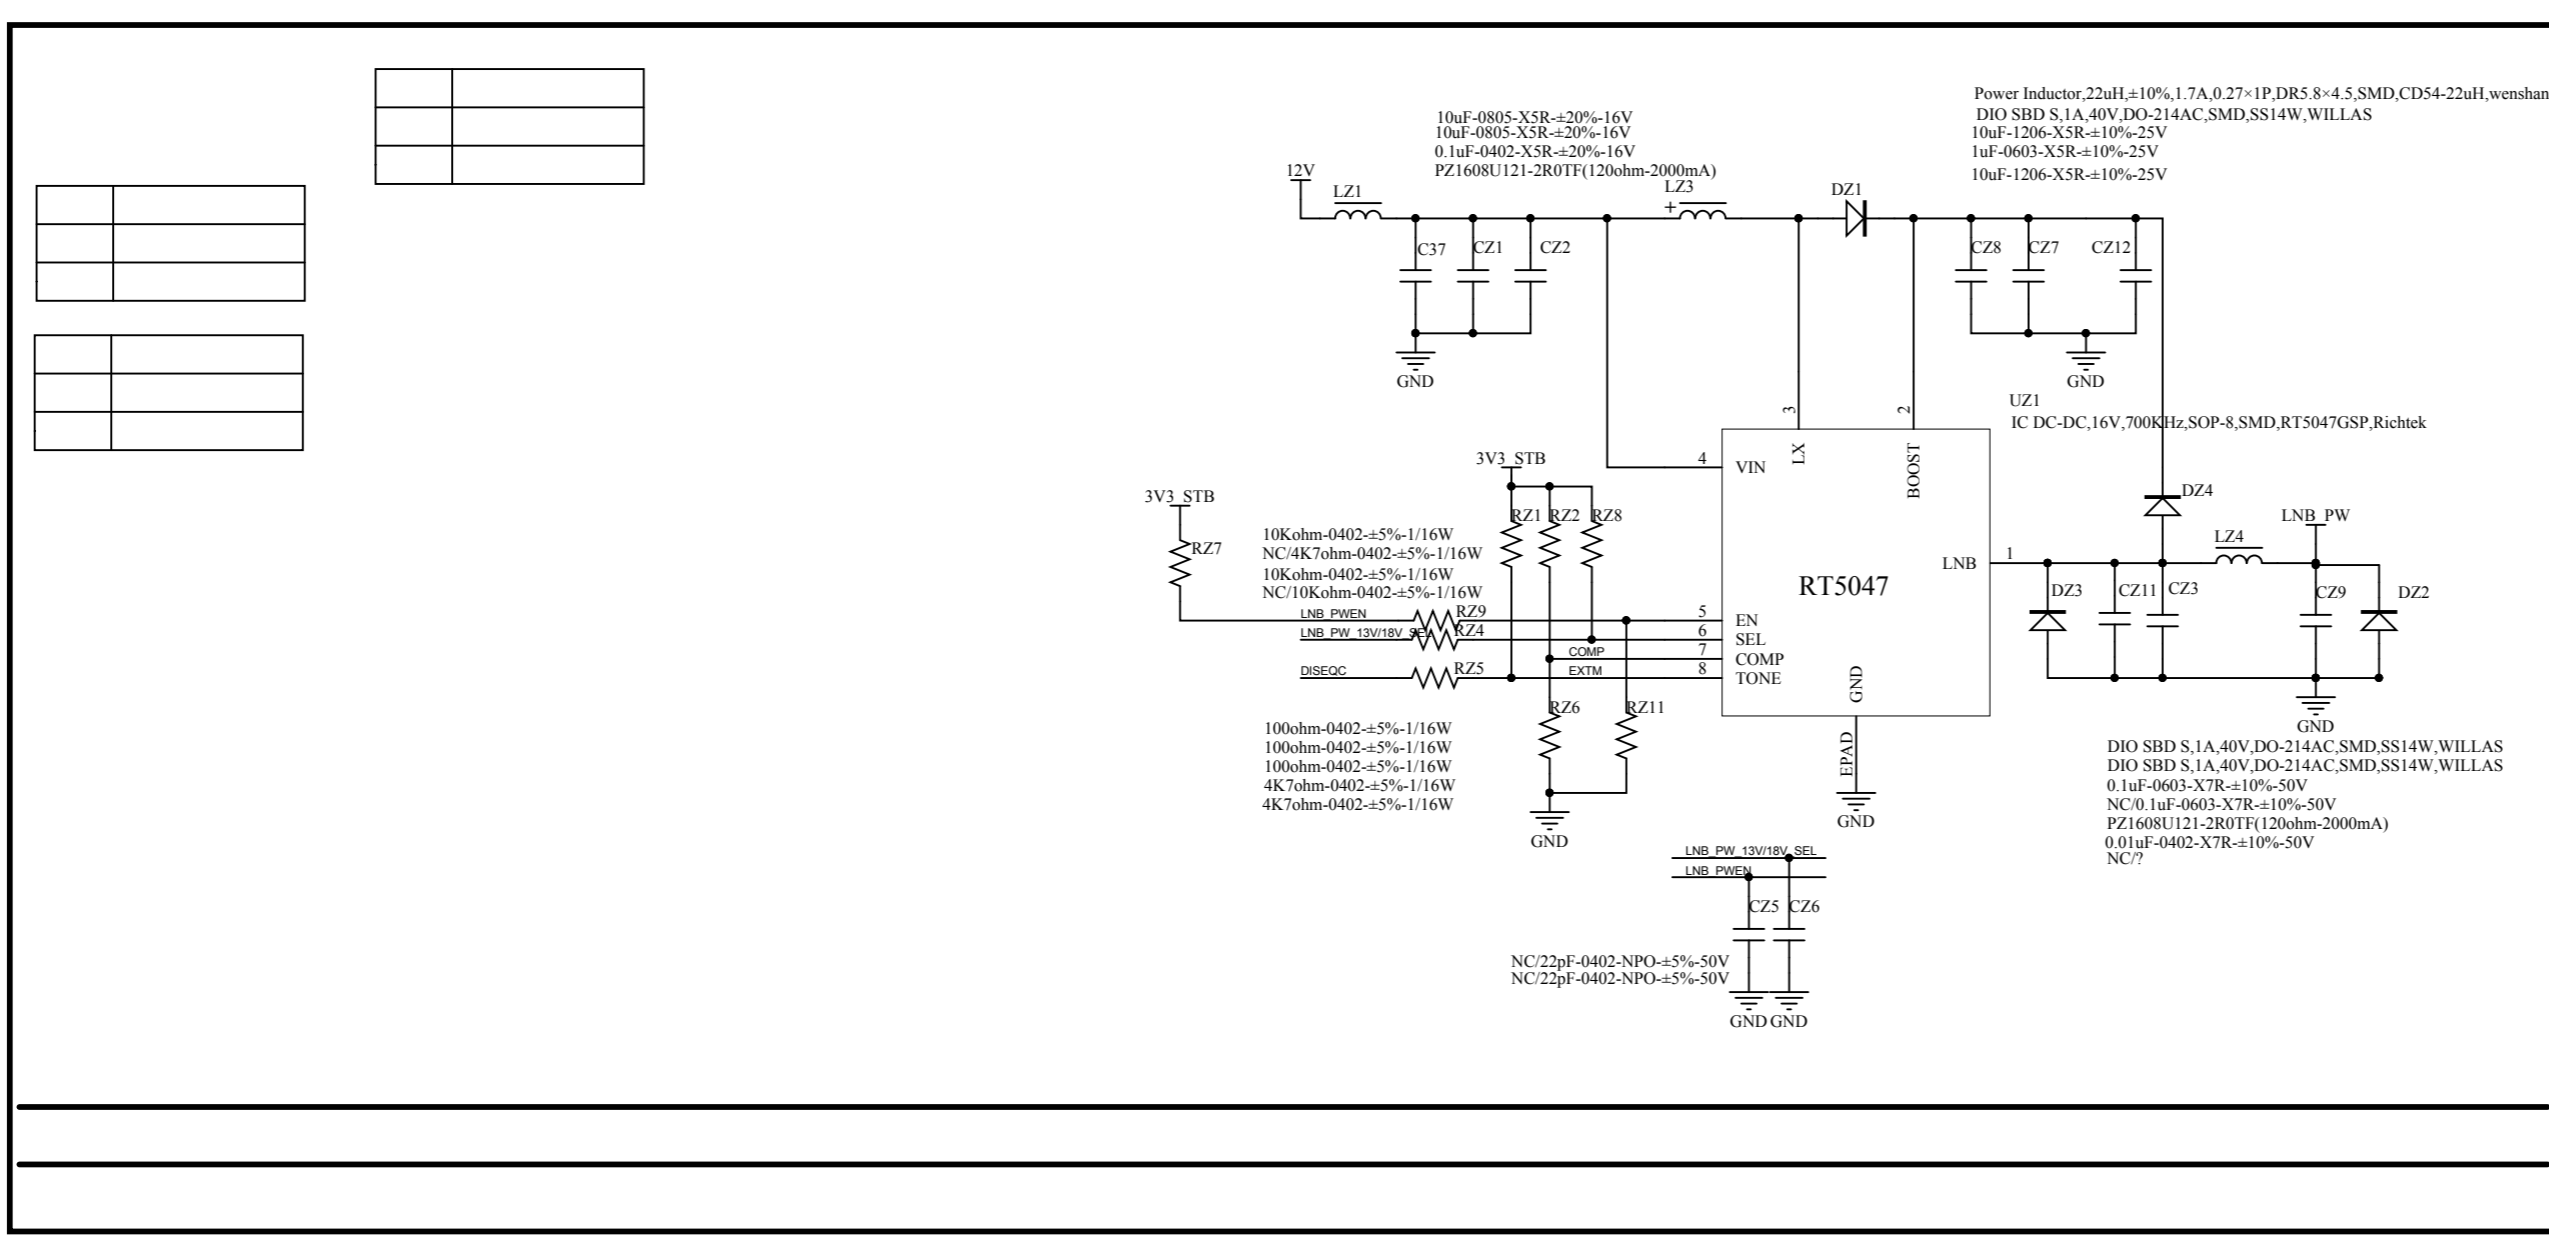 Power Inductor,22uH,±10%,1.7A,0.27×1P,DR5.8×4.5,SMD,CD54-22uH,wenshan
DIO SBD S,1A,40V,DO-214AC,SMD,SS14W,WILLAS
10uF-1206-X5R-±10%-25V
1uF-0603-X5R-±10%-25V
10uF-1206-X5R-±10%-25V
10uF-0805-X5R-±20%-16V
10uF-0805-X5R-±20%-16V
0.1uF-0402-X5R-±20%-16V
PZ1608U121-2R0TF(120ohm-2000mA)
12V
LZ1
LZ3
+
DZ1
C37
CZ1
CZ2
CZ8
CZ7
CZ12
GND
GND
UZ1
IC DC-DC,16V,700KHz,SOP-8,SMD,RT5047GSP,Richtek
3
2
LX
BOOST
4
VIN
3V3_STB
3V3_STB
RZ1
RZ2
RZ8
RZ7
10Kohm-0402-±5%-1/16W
NC/4K7ohm-0402-±5%-1/16W
10Kohm-0402-±5%-1/16W
NC/10Kohm-0402-±5%-1/16W
DZ4
LNB_PW
LZ4
LNB
1
RT5047
DZ3
CZ11
CZ3
CZ9
DZ2
LNB_PWEN
RZ9
5
EN
LNB_PW_13V/18V_SEL
RZ4
6
SEL
COMP
7
COMP
DISEQC
RZ5
EXTM
8
TONE
GND
RZ6
RZ11
EPAD
GND
100ohm-0402-±5%-1/16W
100ohm-0402-±5%-1/16W
100ohm-0402-±5%-1/16W
4K7ohm-0402-±5%-1/16W
4K7ohm-0402-±5%-1/16W
GND
GND
DIO SBD S,1A,40V,DO-214AC,SMD,SS14W,WILLAS
DIO SBD S,1A,40V,DO-214AC,SMD,SS14W,WILLAS
0.1uF-0603-X7R-±10%-50V
NC/0.1uF-0603-X7R-±10%-50V
PZ1608U121-2R0TF(120ohm-2000mA)
0.01uF-0402-X7R-±10%-50V
NC/?
LNB_PW_13V/18V_SEL
LNB_PWEN
CZ5
CZ6
NC/22pF-0402-NPO-±5%-50V
NC/22pF-0402-NPO-±5%-50V
GND
GND